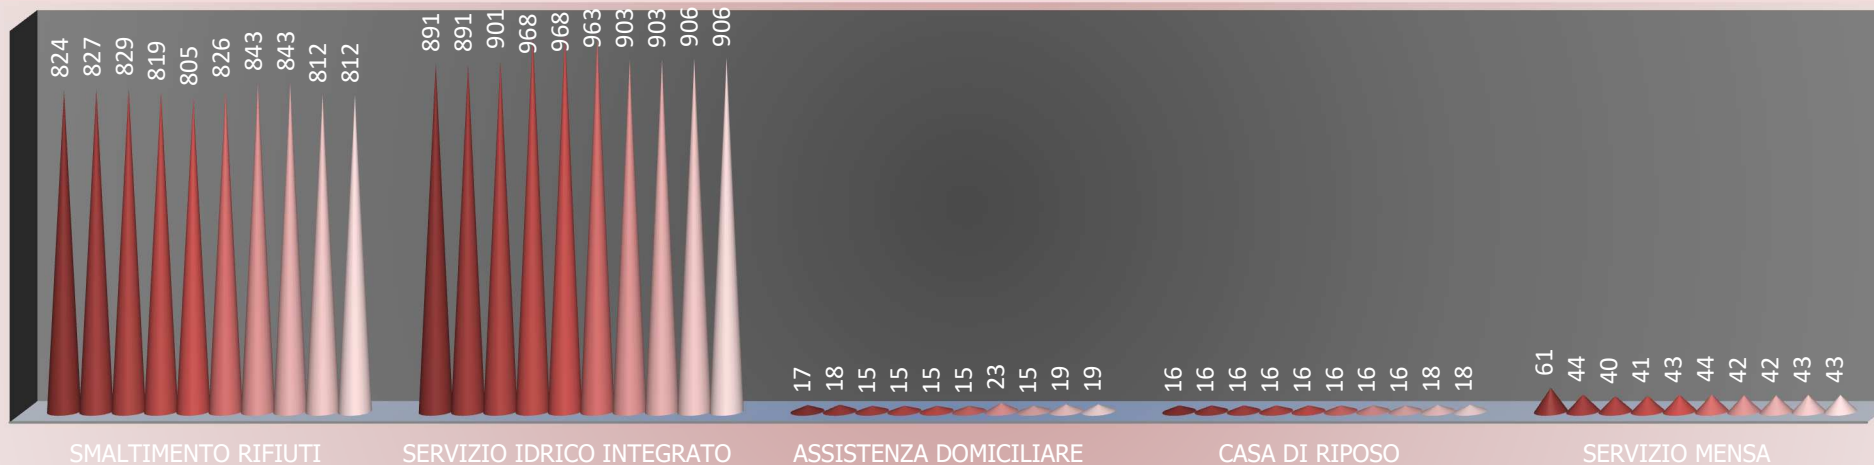 824 827 829 819 805 826 843 843 812 812
891 891 901 968 968 963 903 903 906 906
17 18 15 15 15 15 23 15 19 19
16 16 16 16 16 16 16 16 18 18
61 44 40 41 43 44 42 42 43 43
SMALTIMENTO RIFIUTI
SERVIZIO IDRICO INTEGRATO
ASSISTENZA DOMICILIARE
CASA DI RIPOSO
SERVIZIO MENSA